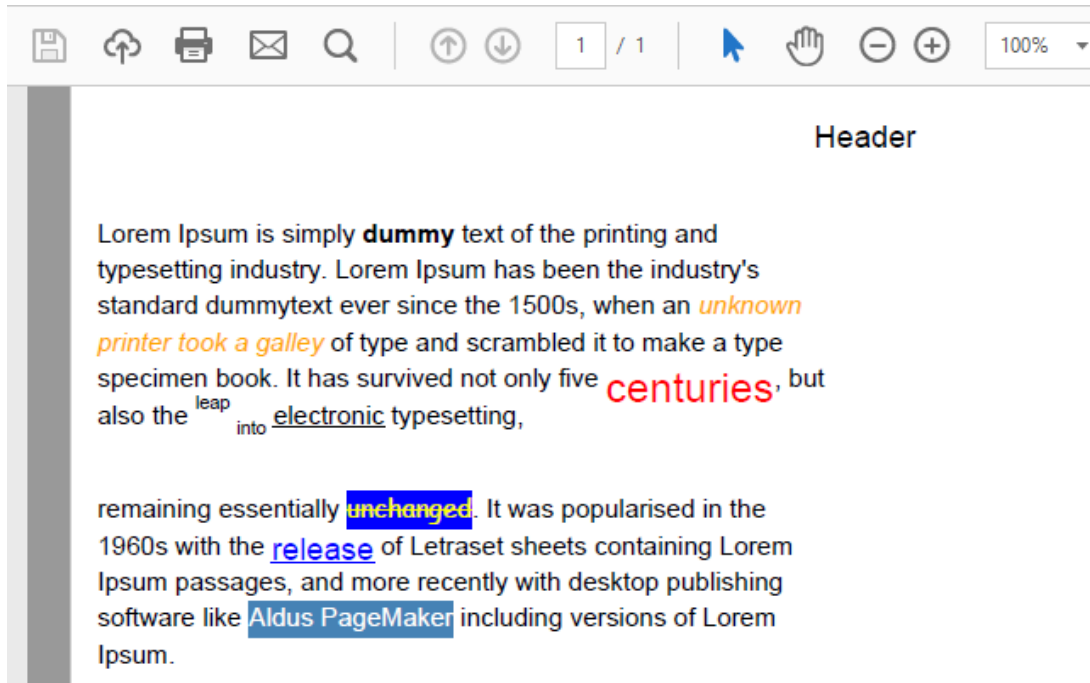 1 / 1 100%
Header
Lorem Ipsum is simply dummy text of the printing and
typesetting industry. Lorem Ipsum has been the industry's
standard dummytext ever since the 1500s, when an unknown
printer took a galley of type and scrambled it to make a type
specimen book. It has survived not only five centuries, but
also the leap into electronic typesetting,
remaining essentially unchanged. It was popularised in the
1960s with the release of Letraset sheets containing Lorem
Ipsum passages, and more recently with desktop publishing
software like Aldus PageMaker including versions of Lorem
Ipsum.